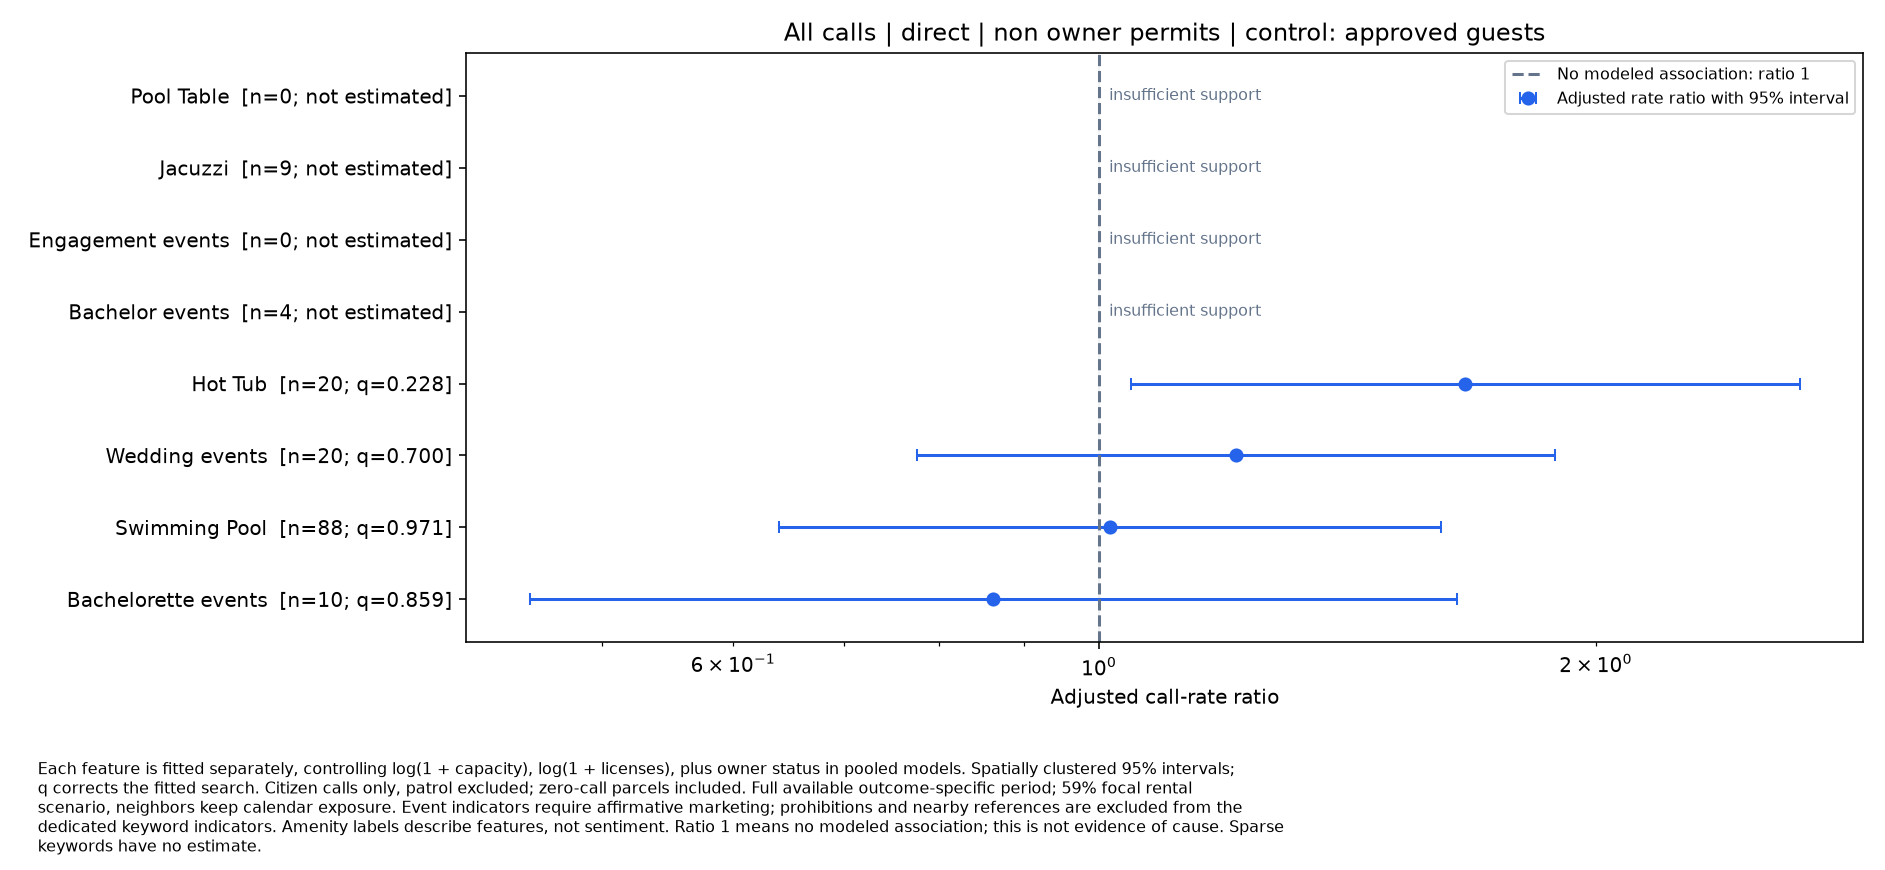 All calls | direct | non owner permits | control: approved guests
No modeled association: ratio 1
Adjusted rate ratio with 95% interval
Pool Table [n=0; not estimated]
insufficient support
Jacuzzi [n=9; not estimated]
insufficient support
Engagement events [n=0; not estimated]
insufficient support
Bachelor events [n=4; not estimated]
insufficient support
Hot Tub [n=20; q=0.228]
Wedding events [n=20; q=0.700]
Swimming Pool [n=88; q=0.971]
Bachelorette events [n=10; q=0.859]
6 × 10⁻¹
10⁰
2 × 10⁰
Adjusted call-rate ratio
Each feature is fitted separately, controlling log(1 + capacity), log(1 + licenses), plus owner status in pooled models. Spatially clustered 95% intervals;
q corrects the fitted search. Citizen calls only, patrol excluded; zero-call parcels included. Full available outcome-specific period; 59% focal rental
scenario, neighbors keep calendar exposure. Event indicators require affirmative marketing; prohibitions and nearby references are excluded from the
dedicated keyword indicators. Amenity labels describe features, not sentiment. Ratio 1 means no modeled association; this is not evidence of cause. Sparse
keywords have no estimate.